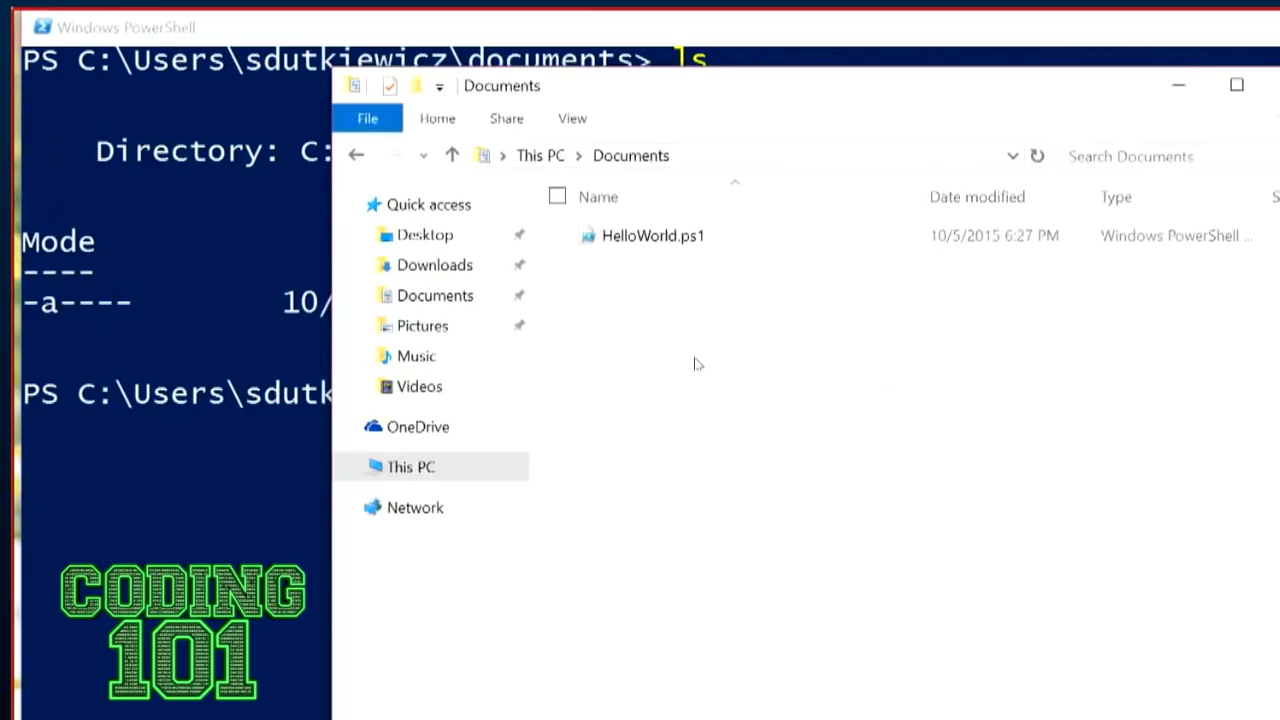 Windows PowerShell
PS C:\Users\sdutkiewicz\documents> ls
Documents
File Home Share View
Directory: C:
This PC > Documents
Search Documents
Name Date modified Type S
Quick access
Mode
Desktop
HelloWorld.ps1 10/5/2015 6:27 PM Windows PowerShell ...
----
Downloads
-a---- 10/
Documents
Pictures
Music
Videos
PS C:\Users\sdutk
OneDrive
This PC
Network
CODING
101